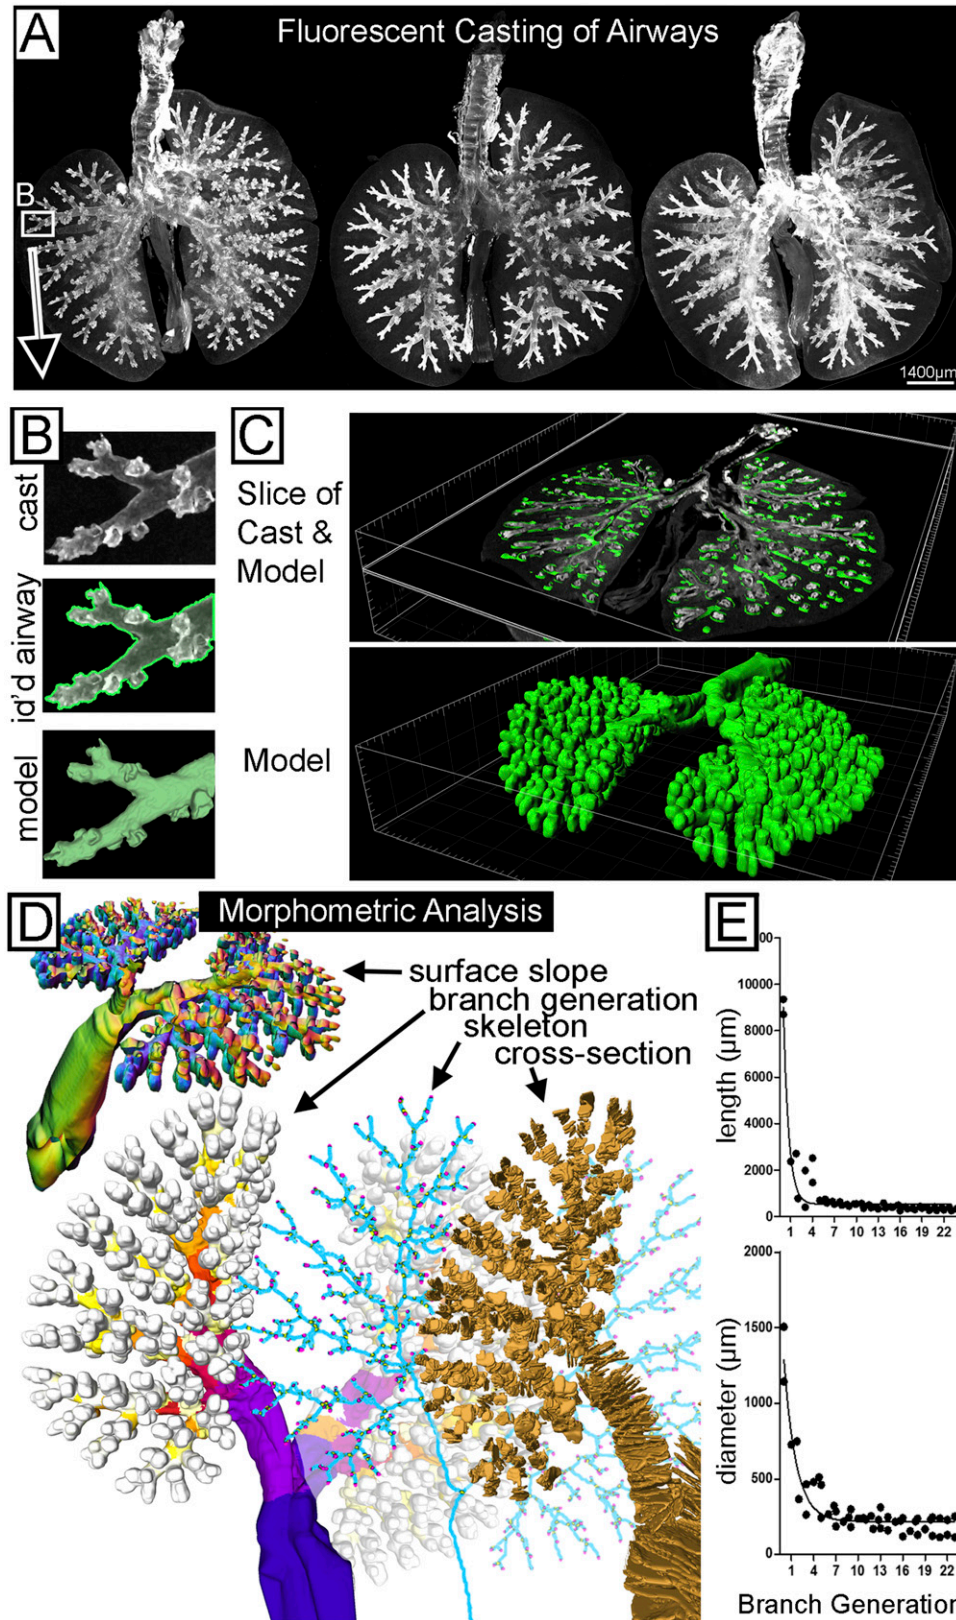 A
Fluorescent Casting of Airways
B
1400µm
B
cast
id'd airway
model
C
Slice of
Cast &
Model
Model
D
Morphometric Analysis
surface slope
branch generation
skeleton
cross-section
E
length (µm)
10000
8000
6000
4000
2000
0
1 4 7 10 13 16 19 22
diameter (µm)
2000
1500
1000
500
0
1 4 7 10 13 16 19 22
Branch Generation